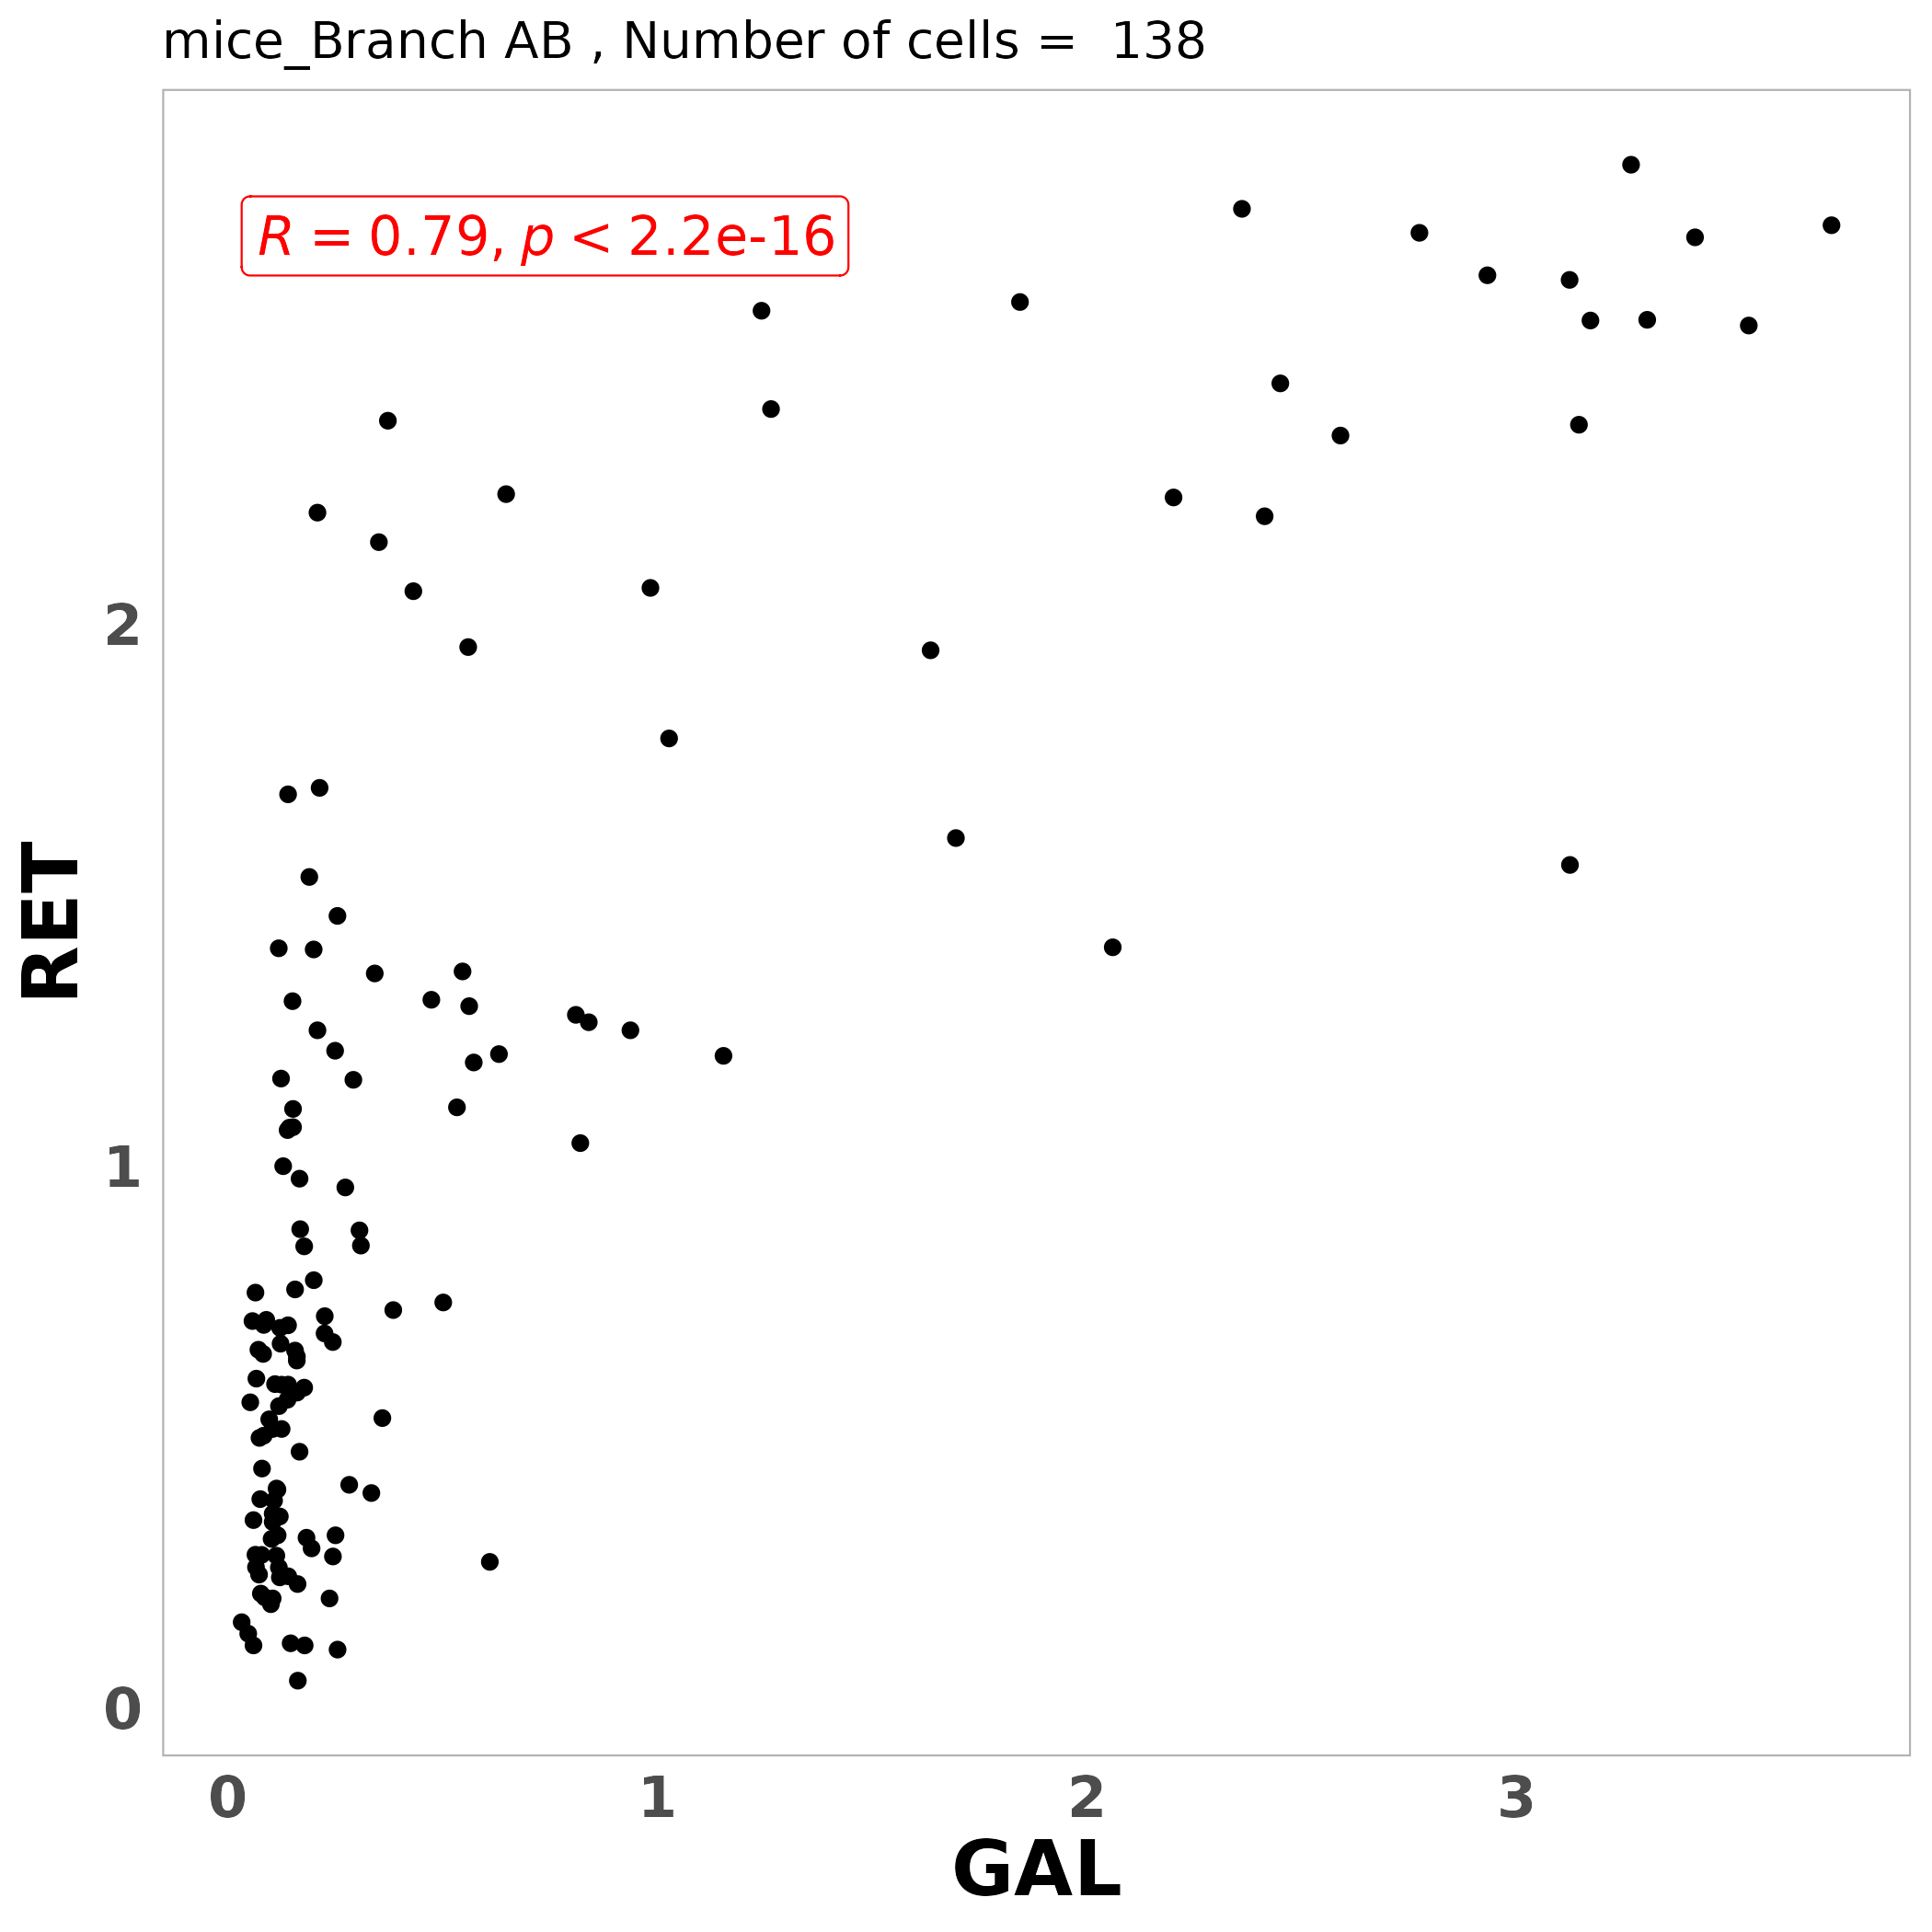 mice_Branch AB , Number of cells =  138
R = 0.79, p < 2.2e-16
2
1
0
RET
0 1 2 3
GAL